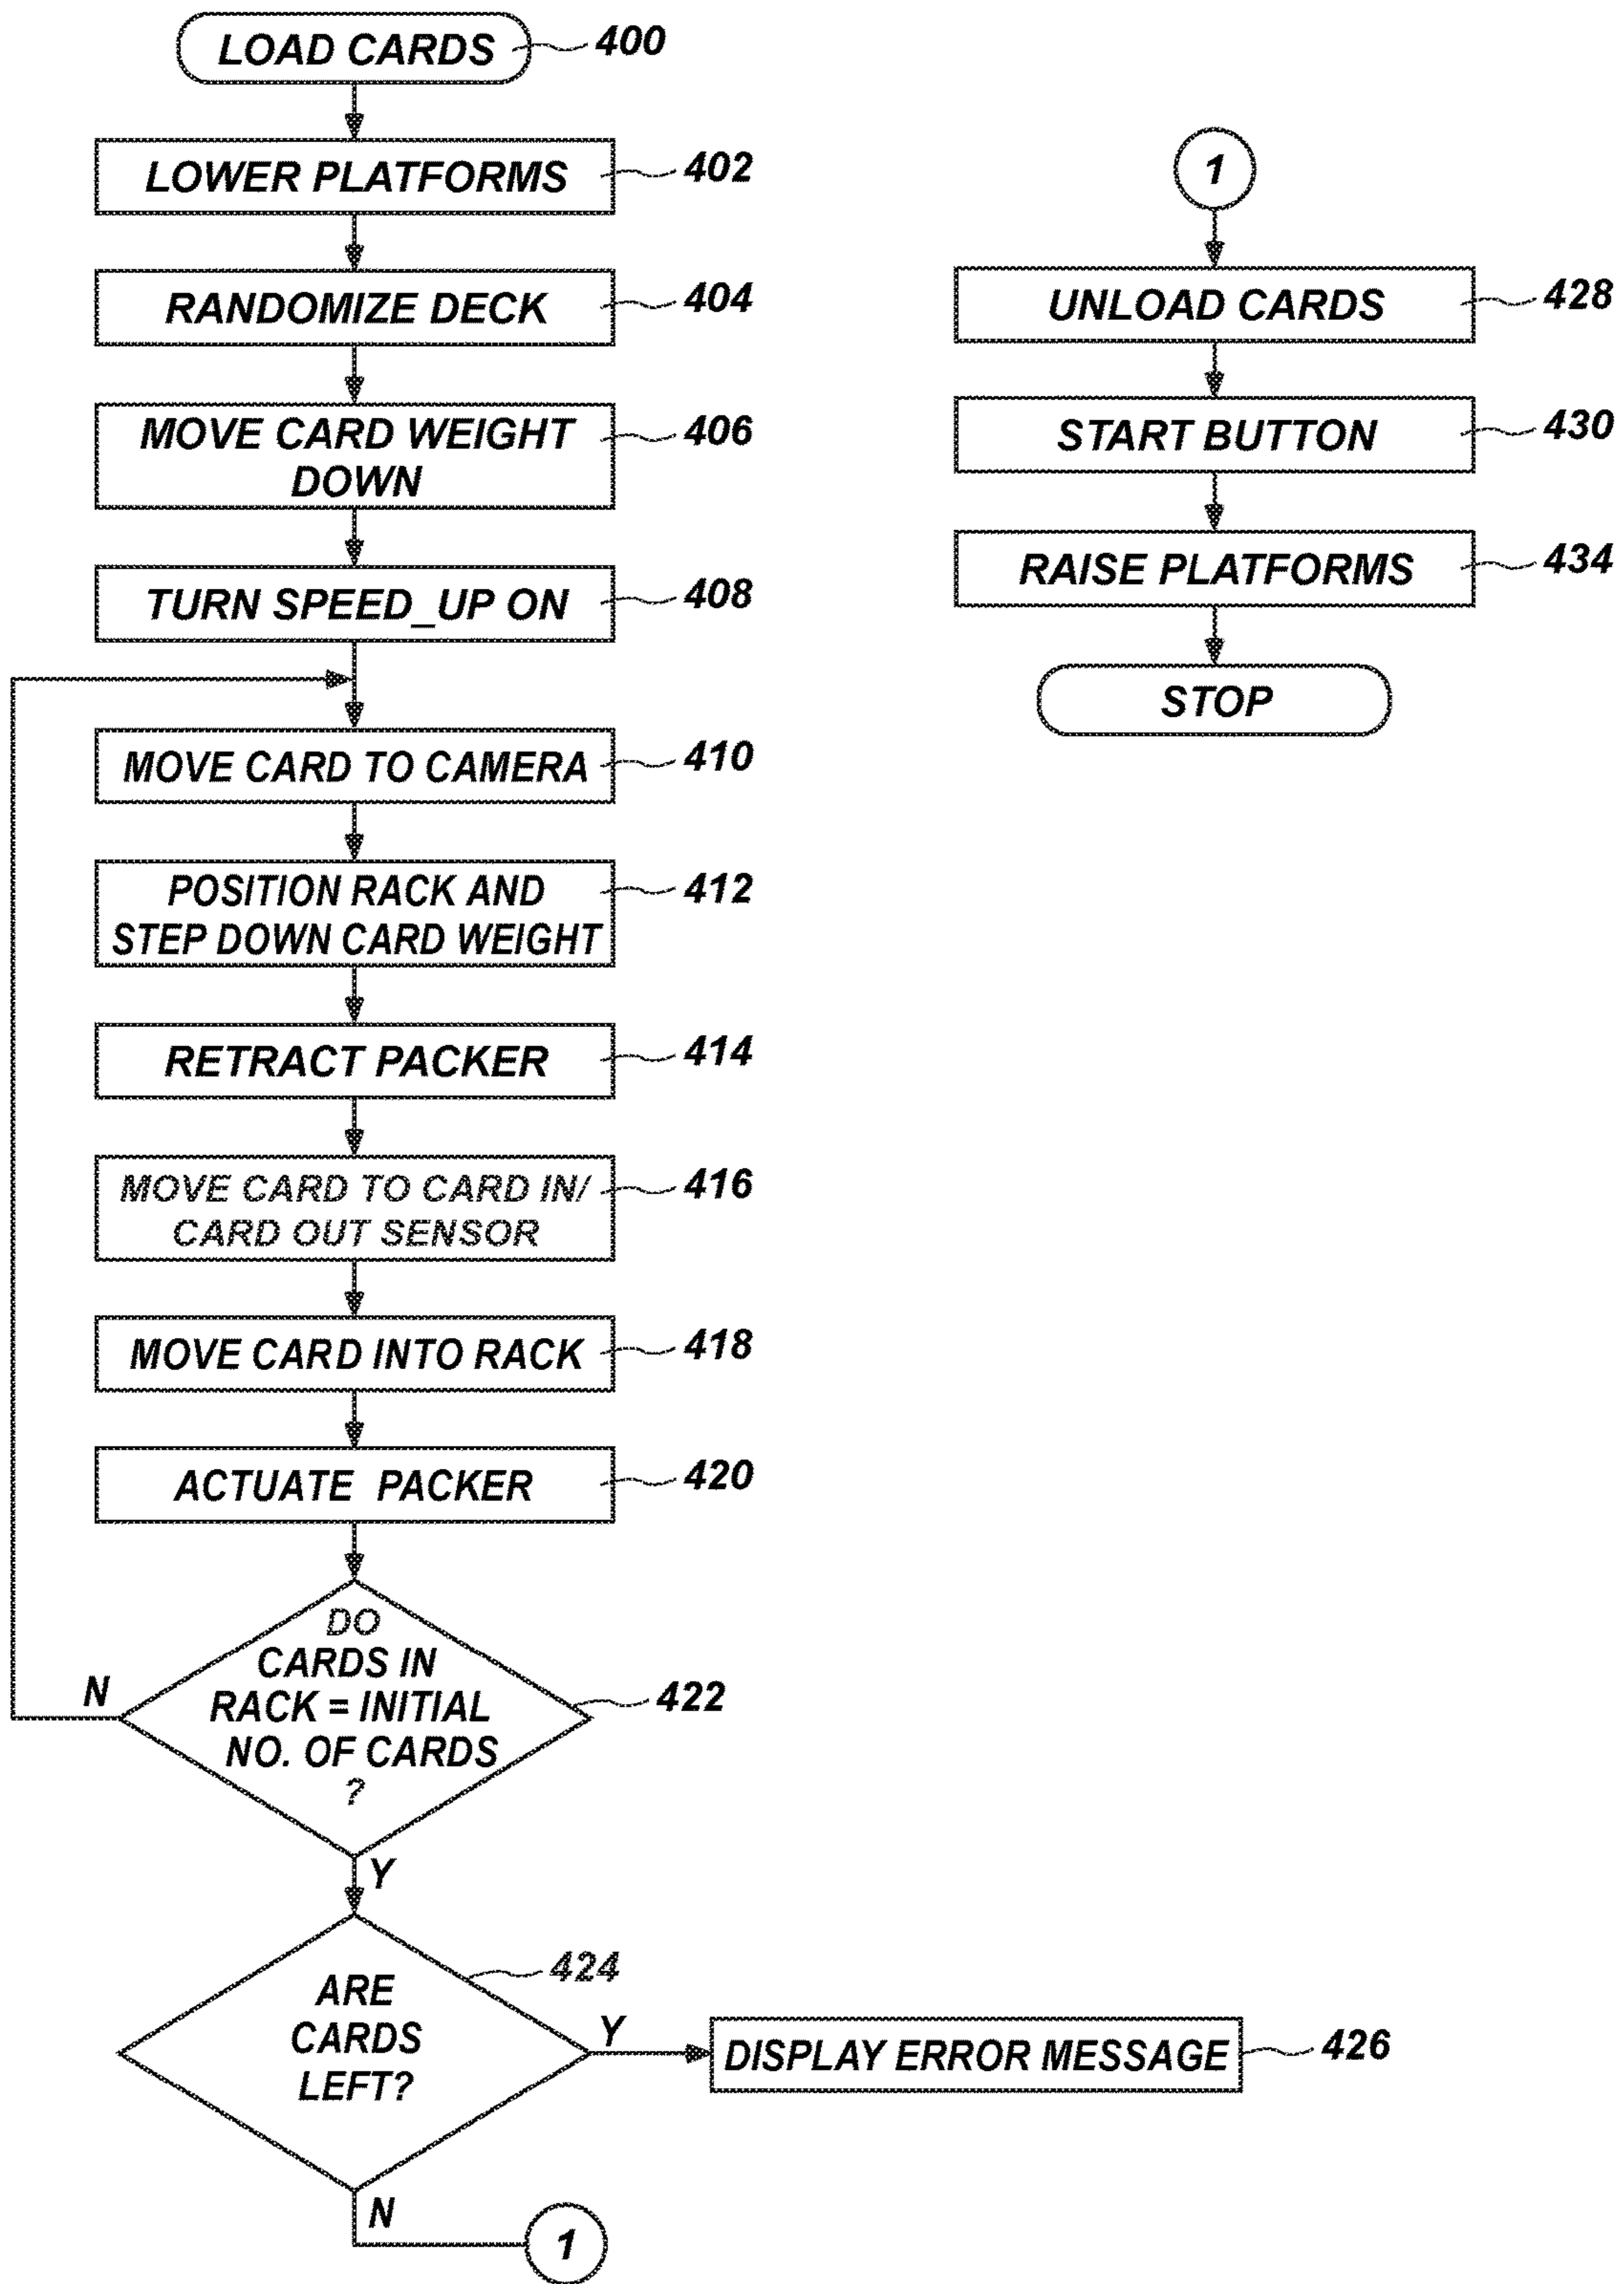 LOAD CARDS 400
LOWER PLATFORMS 402
RANDOMIZE DECK 404
MOVE CARD WEIGHT 406
DOWN
TURN SPEED_UP ON 408
MOVE CARD TO CAMERA 410
POSITION RACK AND 412
STEP DOWN CARD WEIGHT
RETRACT PACKER 414
MOVE CARD TO CARD IN/ 416
CARD OUT SENSOR
MOVE CARD INTO RACK 418
ACTUATE PACKER 420
DO
CARDS IN
RACK = INITIAL
NO. OF CARDS
?
422
N
Y
ARE
CARDS
LEFT?
424
Y
DISPLAY ERROR MESSAGE 426
N
1
1
UNLOAD CARDS 428
START BUTTON 430
RAISE PLATFORMS 434
STOP